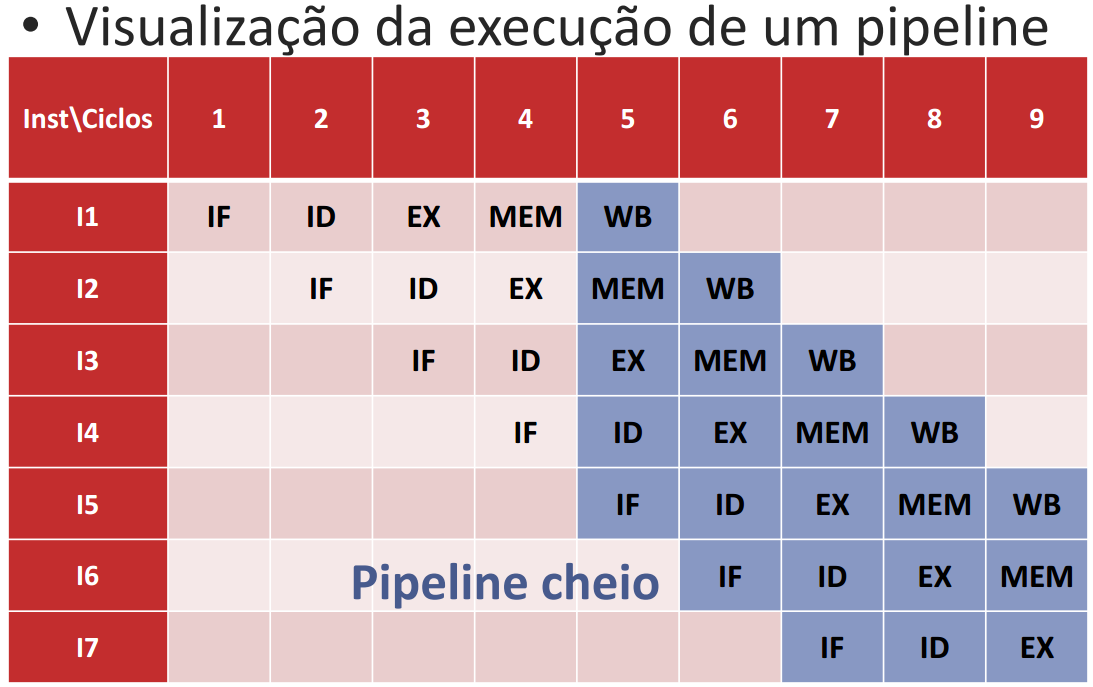 • Visualização da execução de um pipeline
Inst\Ciclos 1 2 3 4 5 6 7 8 9
I1 IF ID EX MEM WB
I2 IF ID EX MEM WB
I3 IF ID EX MEM WB
I4 IF ID EX MEM WB
I5 IF ID EX MEM WB
I6 Pipeline cheio IF ID EX MEM
I7 IF ID EX